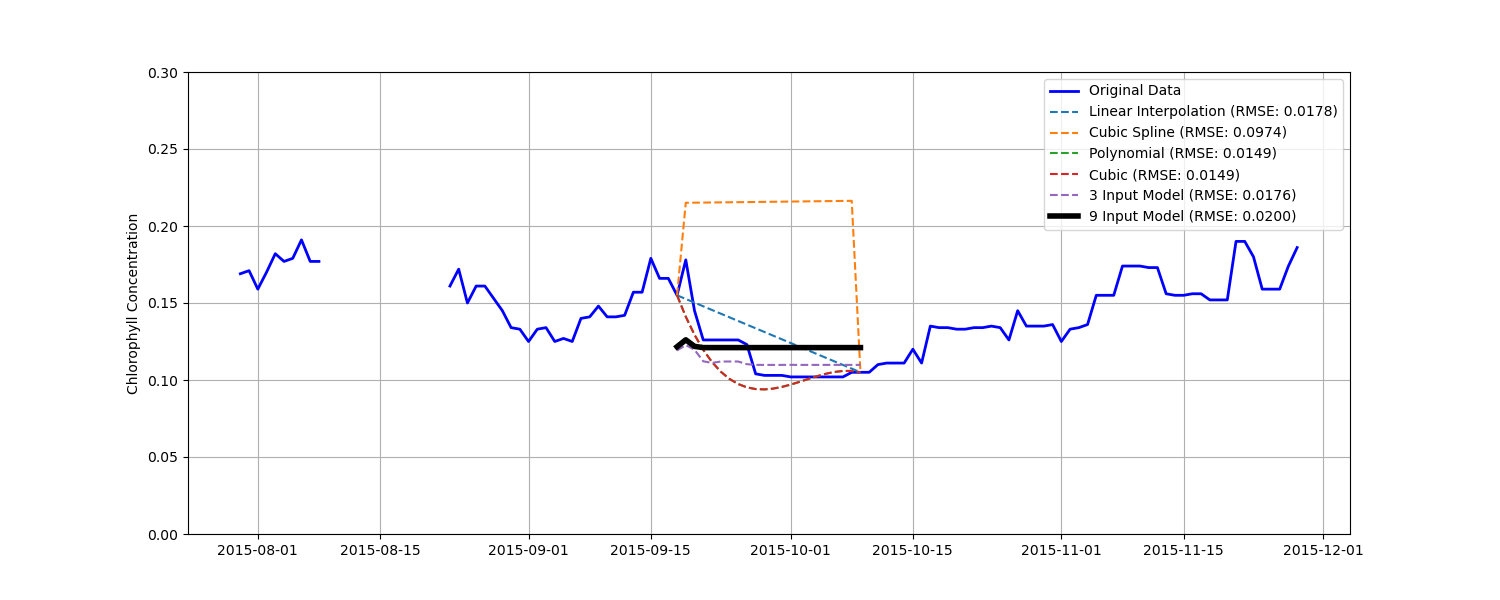 Chlorophyll Concentration
0.30
0.25
0.20
0.15
0.10
0.05
0.00
2015-08-01
2015-08-15
2015-09-01
2015-09-15
2015-10-01
2015-10-15
2015-11-01
2015-11-15
2015-12-01
Original Data
Linear Interpolation (RMSE: 0.0178)
Cubic Spline (RMSE: 0.0974)
Polynomial (RMSE: 0.0149)
Cubic (RMSE: 0.0149)
3 Input Model (RMSE: 0.0176)
9 Input Model (RMSE: 0.0200)